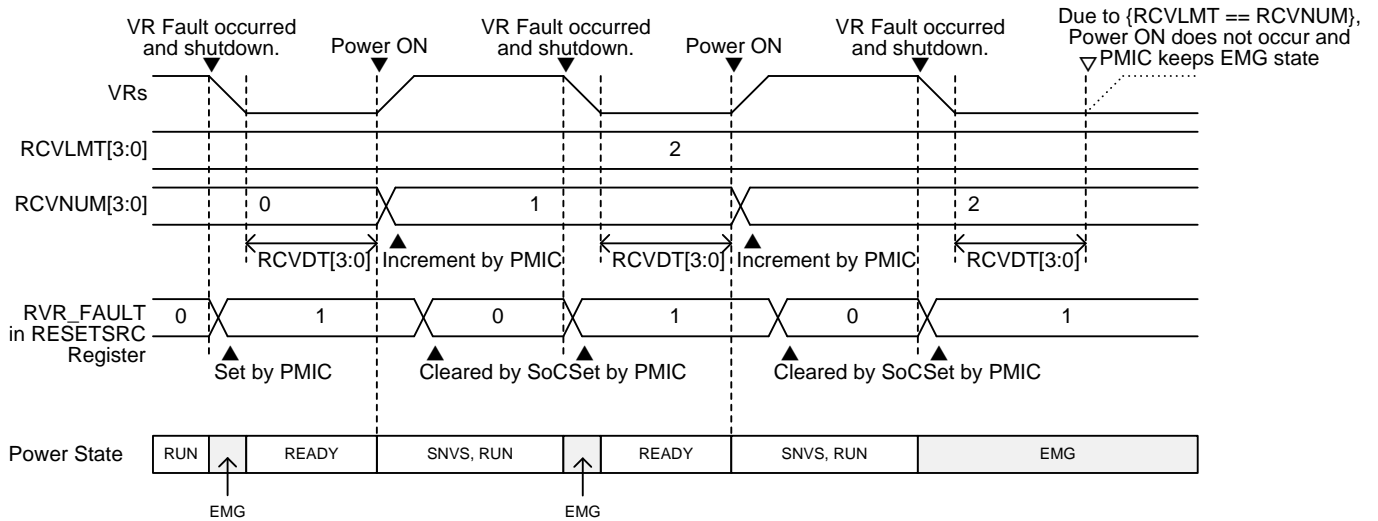 VR Fault occurred
and shutdown.
Power ON
VR Fault occurred
and shutdown.
Power ON
VR Fault occurred
and shutdown.
Due to {RCVLMT == RCVNUM},
Power ON does not occur and
PMIC keeps EMG state
VRs
RCVLMT[3:0]
2
RCVNUM[3:0]
0
1
2
RCVDT[3:0]
Increment by PMIC
RCVDT[3:0]
Increment by PMIC
RCVDT[3:0]
RVR_FAULT
in RESETSRC
Register
0
1
0
1
0
1
Set by PMIC
Cleared by SoC
Set by PMIC
Cleared by SoC
Set by PMIC
Power State
RUN
READY
SNVS, RUN
READY
SNVS, RUN
EMG
EMG
EMG